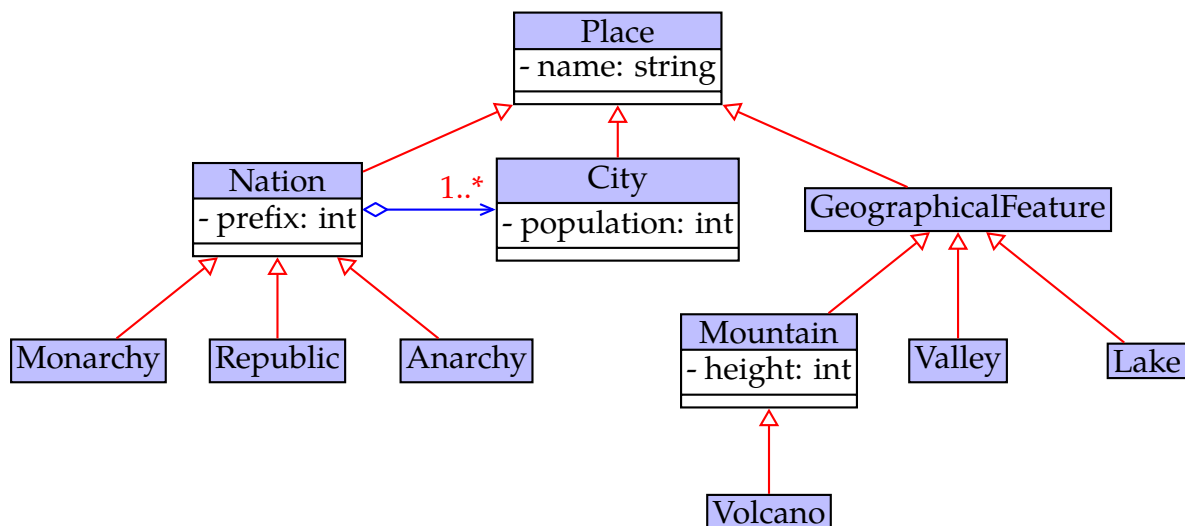 Place
- name: string
Nation
1..*
City
- prefix: int
- population: int
GeographicalFeature
Monarchy
Republic
Anarchy
Mountain
- height: int
Valley
Lake
Volcano